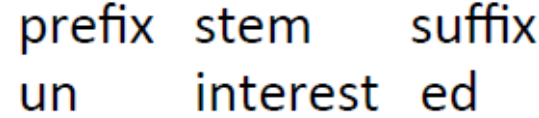 prefix stem suffix
un interest ed